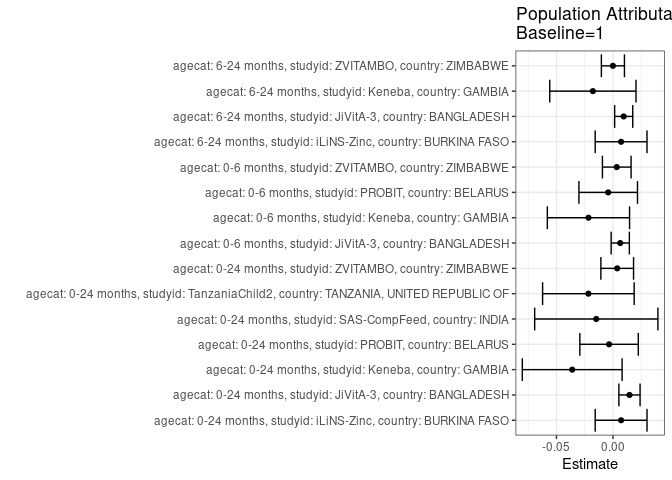 Population Attributa
Baseline=1
agecat: 6-24 months, studyid: ZVITAMBO, country: ZIMBABWE
agecat: 6-24 months, studyid: Keneba, country: GAMBIA
agecat: 6-24 months, studyid: JiVitA-3, country: BANGLADESH
agecat: 6-24 months, studyid: iLiNS-Zinc, country: BURKINA FASO
agecat: 0-6 months, studyid: ZVITAMBO, country: ZIMBABWE
agecat: 0-6 months, studyid: PROBIT, country: BELARUS
agecat: 0-6 months, studyid: Keneba, country: GAMBIA
agecat: 0-6 months, studyid: JiVitA-3, country: BANGLADESH
agecat: 0-24 months, studyid: ZVITAMBO, country: ZIMBABWE
agecat: 0-24 months, studyid: TanzaniaChild2, country: TANZANIA, UNITED REPUBLIC OF
agecat: 0-24 months, studyid: SAS-CompFeed, country: INDIA
agecat: 0-24 months, studyid: PROBIT, country: BELARUS
agecat: 0-24 months, studyid: Keneba, country: GAMBIA
agecat: 0-24 months, studyid: JiVitA-3, country: BANGLADESH
agecat: 0-24 months, studyid: iLiNS-Zinc, country: BURKINA FASO
-0.05 0.00
Estimate